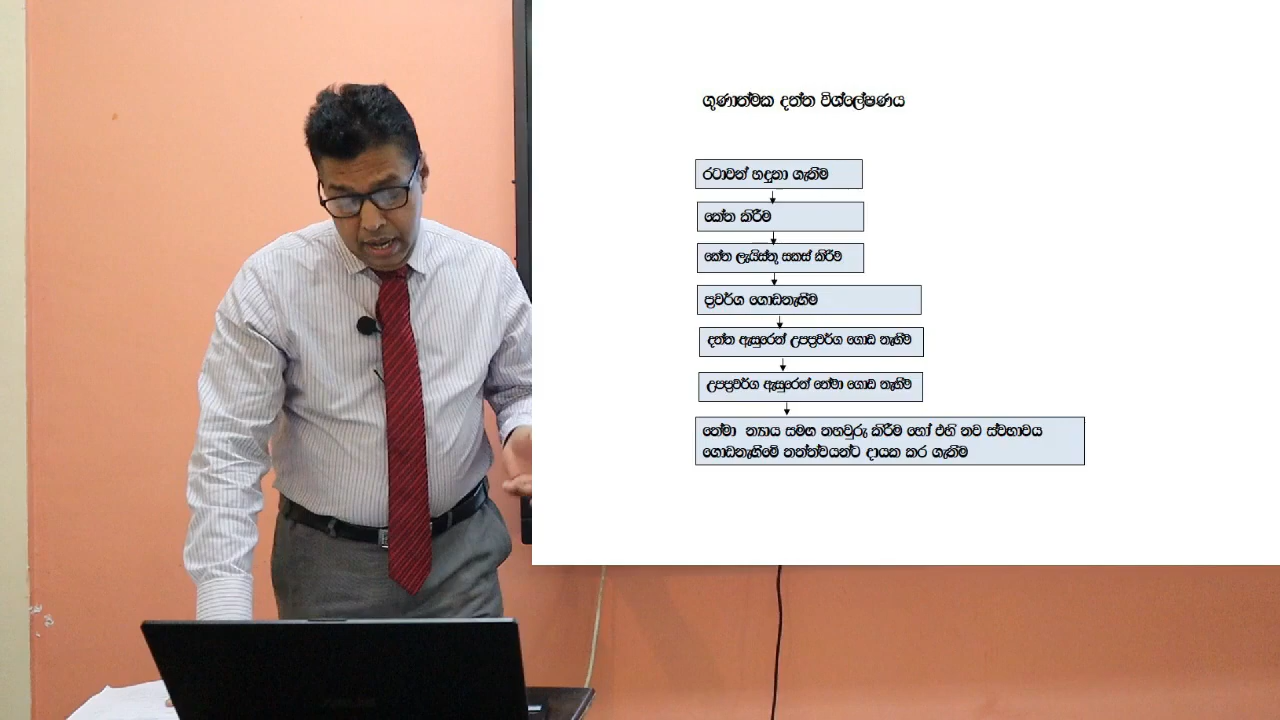 ගුණාත්මක දත්ත විශ්ලේෂණය
රටාවන් හඳුනා ගැනීම
කේත කිරීම
කේත ලැයිස්තු සකස් කිරීම
ප්‍රවර්ග ගොඩනැඟීම
දත්ත ඇසුරෙන් උපප්‍රවර්ග ගොඩ නැඟීම
උපප්‍රවර්ග ඇසුරෙන් තේමා ගොඩ නැඟීම
තේමා න්‍යාය සමඟ තහවුරු කිරීම හෝ එහි නව ස්වභාවය
ගොඩනැඟීමේ තත්ත්වයන්ට දායක කර ගැනීම